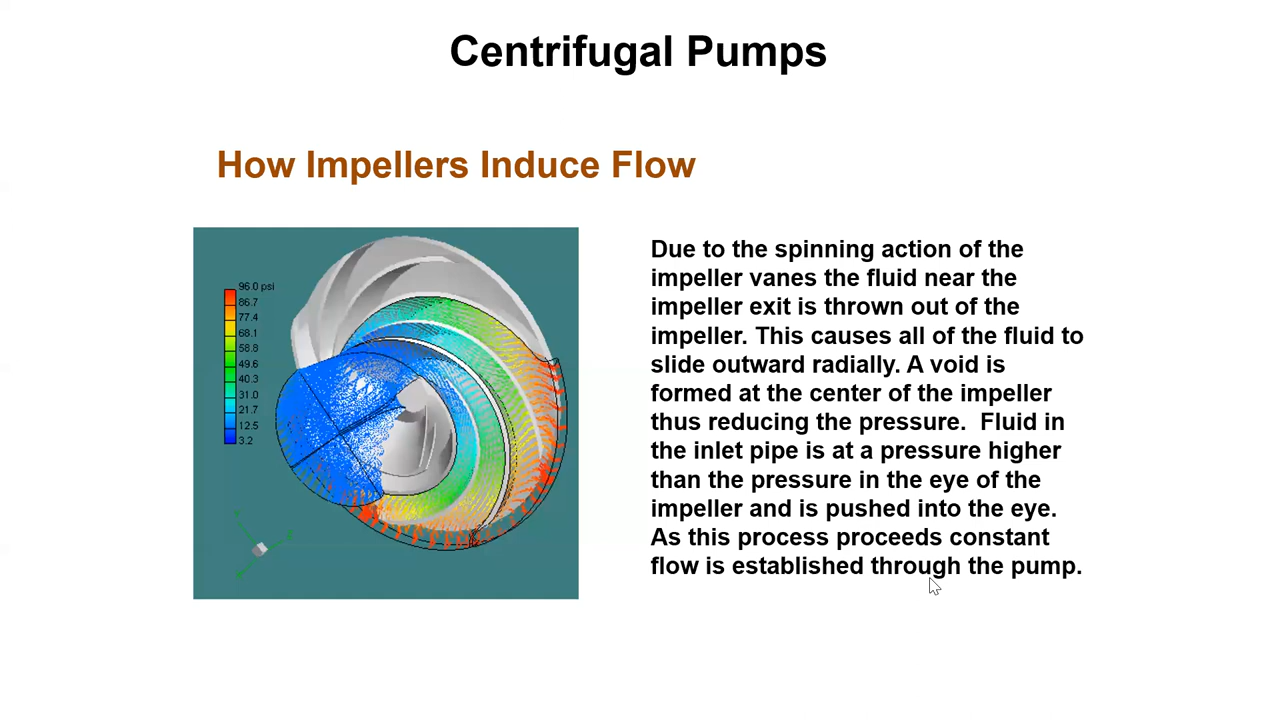 Centrifugal Pumps
How Impellers Induce Flow
96.0 psi
86.7
77.4
68.1
58.8
49.6
40.3
31.0
21.7
12.5
3.2
Due to the spinning action of the
impeller vanes the fluid near the
impeller exit is thrown out of the
impeller. This causes all of the fluid to
slide outward radially. A void is
formed at the center of the impeller
thus reducing the pressure.  Fluid in
the inlet pipe is at a pressure higher
than the pressure in the eye of the
impeller and is pushed into the eye.
As this process proceeds constant
flow is established through the pump.